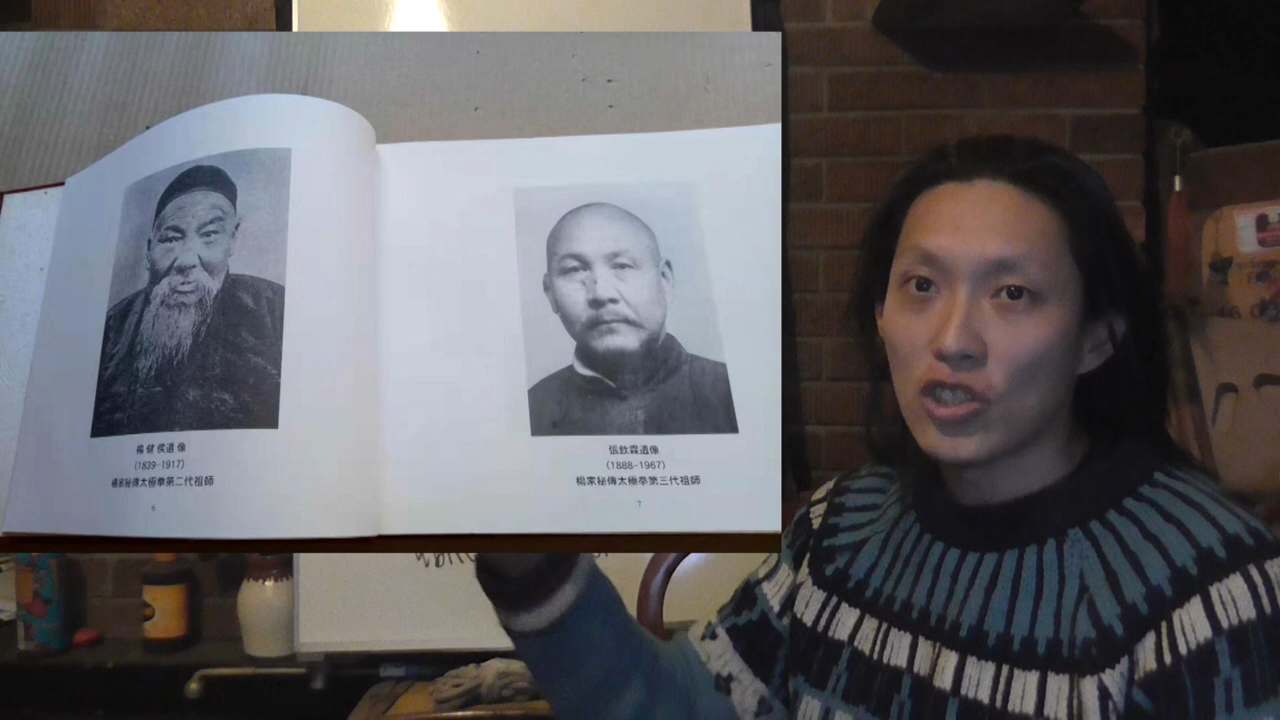 楊健侯遺像
(1839-1917)
楊家秘傳太極拳第二代祖師
6
張欽霖遺像
(1888-1967)
楊家秘傳太極拳第三代祖師
7